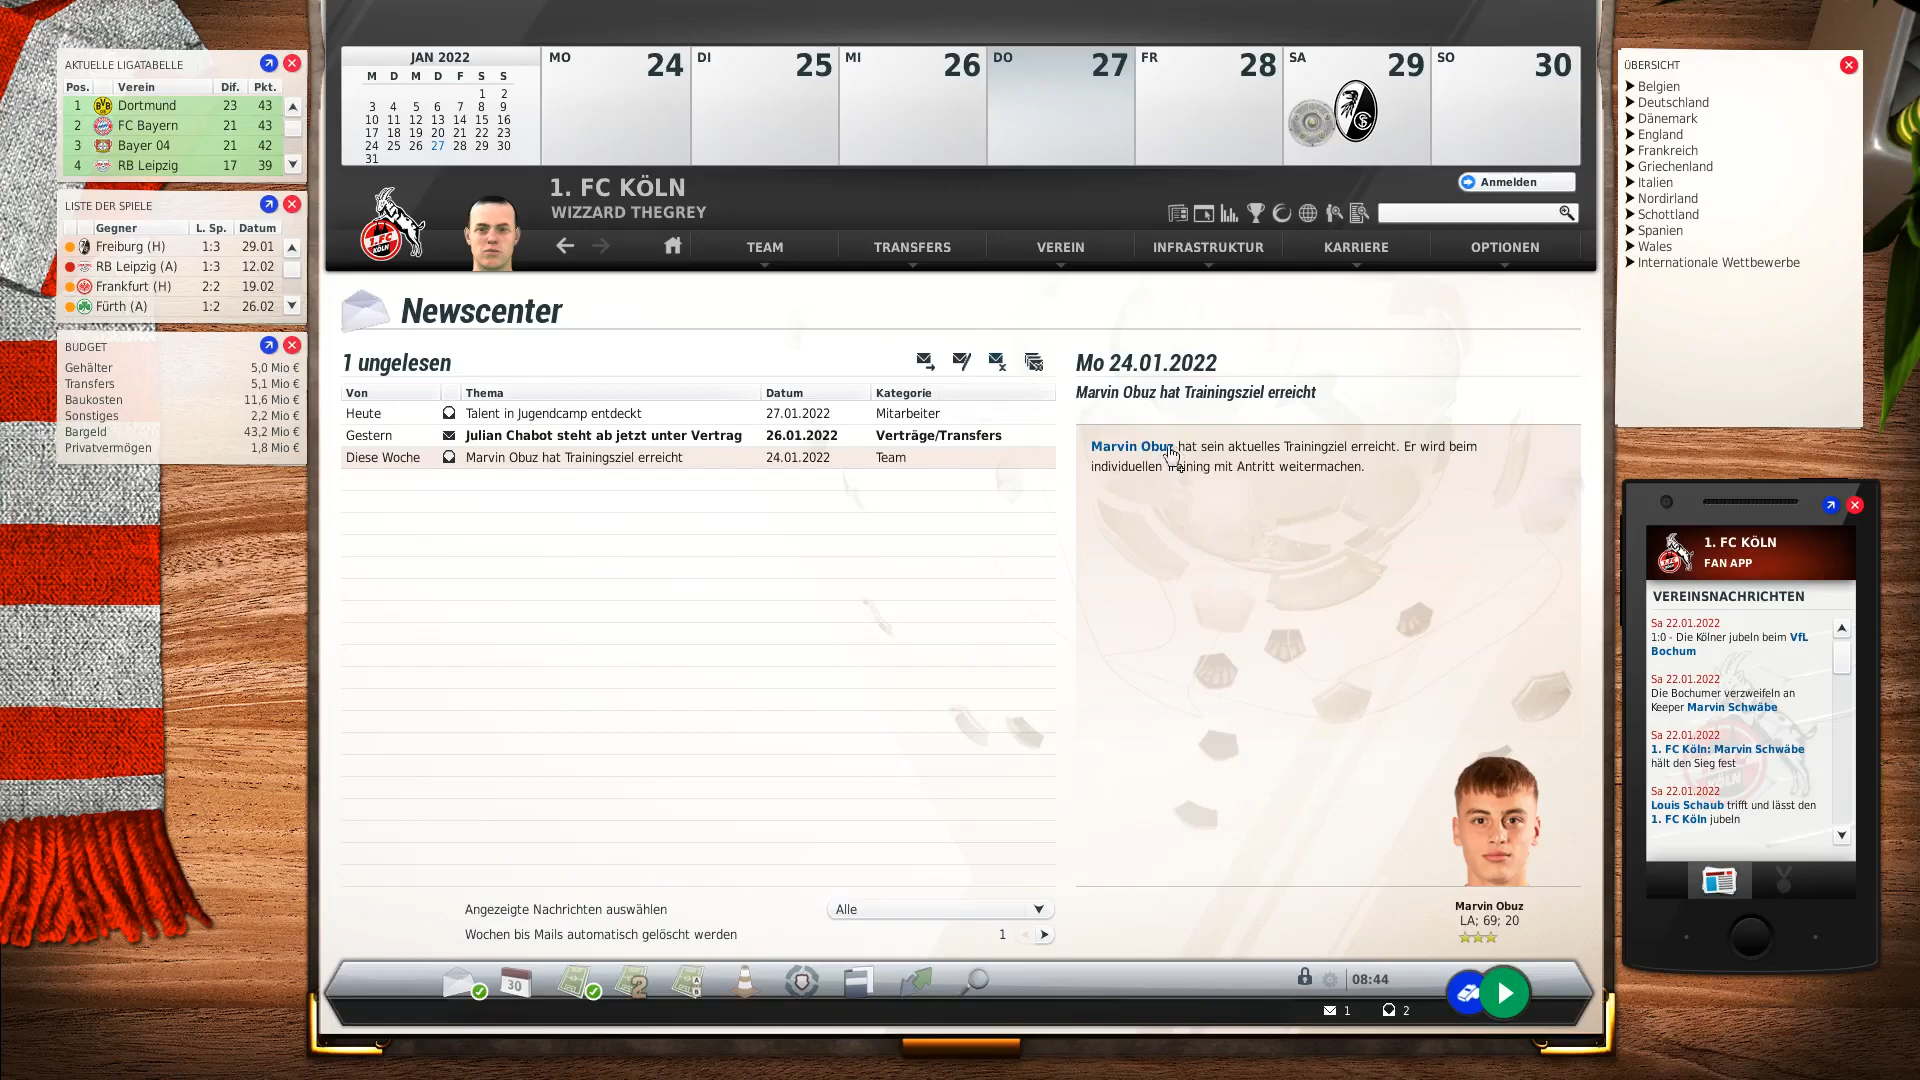 AKTUELLE LIGATABELLE
Pos. Verein Dif. Pkt.
1 Dortmund 23 43
2 FC Bayern 21 43
3 Bayer 04 21 42
4 RB Leipzig 17 39
LISTE DER SPIELE
Gegner L. Sp. Datum
Freiburg (H) 1:3 29.01
RB Leipzig (A) 1:3 12.02
Frankfurt (H) 2:2 19.02
Fürth (A) 1:2 26.02
BUDGET
Gehälter 5,0 Mio €
Transfers 5,1 Mio €
Baukosten 11,6 Mio €
Sonstiges 2,2 Mio €
Bargeld 43,2 Mio €
Privatvermögen 1,8 Mio €
JAN 2022
M D M D F S S
1 2
3 4 5 6 7 8 9
10 11 12 13 14 15 16
17 18 19 20 21 22 23
24 25 26 27 28 29 30
31
MO 24
DI 25
MI 26
DO 27
FR 28
SA 29
SO 30
1. FC KÖLN
WIZZARD THEGREY
Anmelden
TEAM TRANSFERS VEREIN INFRASTRUKTUR KARRIERE OPTIONEN
Newscenter
1 ungelesen
Von Thema Datum Kategorie
Heute Talent in Jugendcamp entdeckt 27.01.2022 Mitarbeiter
Gestern Julian Chabot steht ab jetzt unter Vertrag 26.01.2022 Verträge/Transfers
Diese Woche Marvin Obuz hat Trainingsziel erreicht 24.01.2022 Team
Angezeigte Nachrichten auswählen Alle
Wochen bis Mails automatisch gelöscht werden 1
Mo 24.01.2022
Marvin Obuz hat Trainingsziel erreicht
Marvin Obuz hat sein aktuelles Trainingziel erreicht. Er wird beim
individuellen Training mit Antritt weitermachen.
Marvin Obuz
LA; 69; 20
30
2
08:44
1 2
ÜBERSICHT
Belgien
Deutschland
Dänemark
England
Frankreich
Griechenland
Italien
Nordirland
Schottland
Spanien
Wales
Internationale Wettbewerbe
1. FC KÖLN
FAN APP
VEREINSNACHRICHTEN
Sa 22.01.2022
1:0 - Die Kölner jubeln beim VfL
Bochum
Sa 22.01.2022
Die Bochumer verzweifeln an
Keeper Marvin Schwäbe
Sa 22.01.2022
1. FC Köln: Marvin Schwäbe
hält den Sieg fest
Sa 22.01.2022
Louis Schaub trifft und lässt den
1. FC Köln jubeln